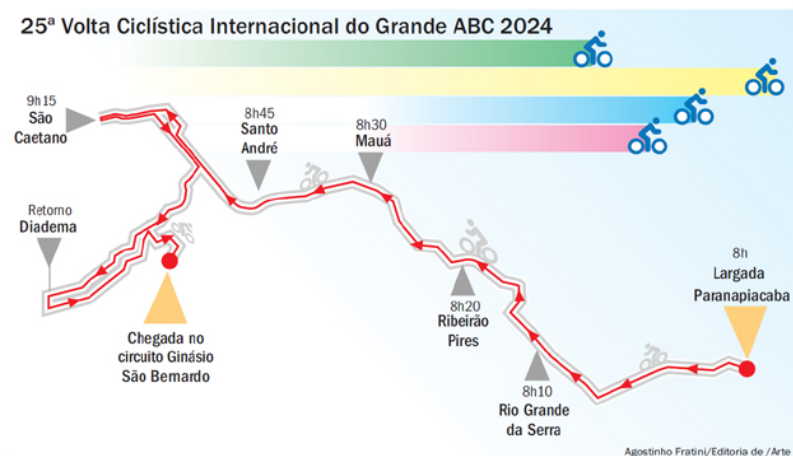 25ª Volta Ciclística Internacional do Grande ABC 2024
9h15
São
Caetano
8h45
Santo
André
8h30
Mauá
Retorno
Diadema
8h
Largada
Paranapiacaba
8h20
Ribeirão
Pires
Chegada no
circuito Ginásio
São Bernardo
8h10
Rio Grande
da Serra
Agostinho Fratini/Editoria de /Arte